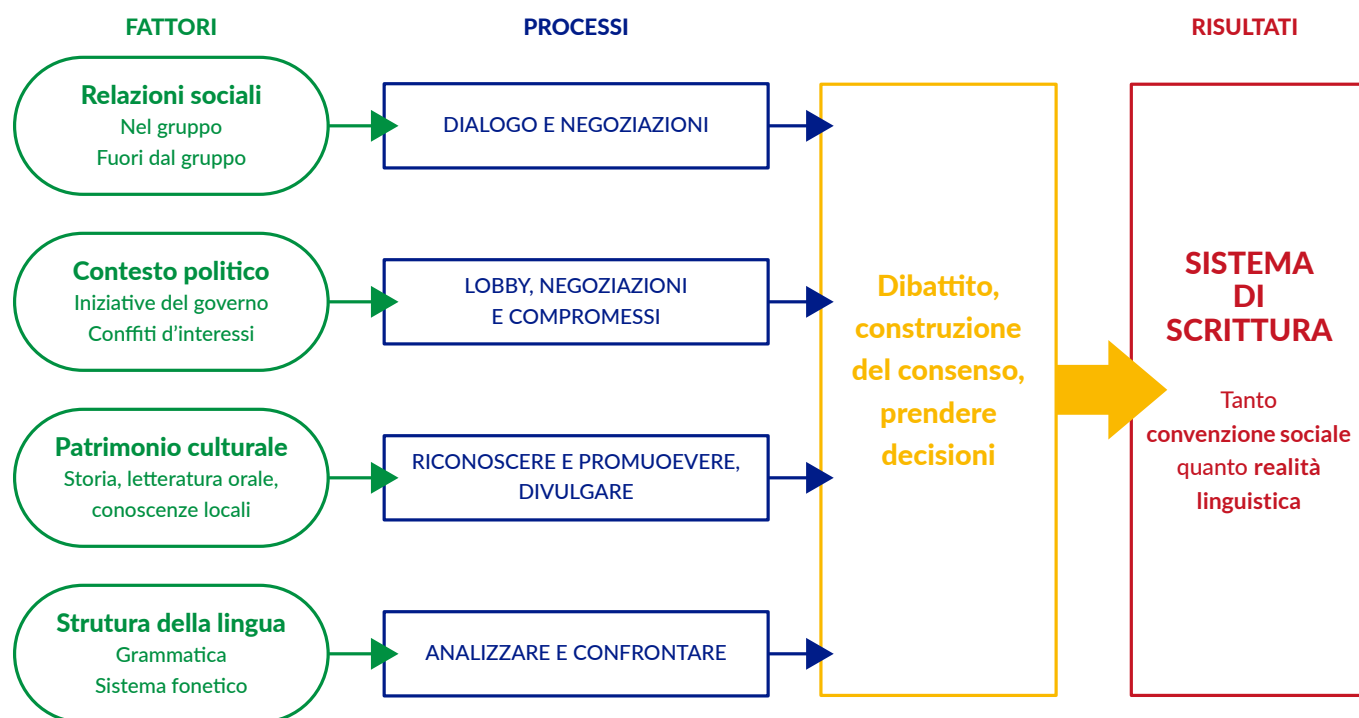 FATTORI
PROCESSI
RISULTATI
Relazioni sociali
Nel gruppo
Fuori dal gruppo
DIALOGO E NEGOZIAZIONI
Contesto politico
Iniziative del governo
Conffiti d'interessi
LOBBY, NEGOZIAZIONI
E COMPROMESSI
Patrimonio culturale
Storia, letteratura orale,
conoscenze locali
RICONOSCERE E PROMUOEVERE,
DIVULGARE
Strutura della lingua
Grammatica
Sistema fonetico
ANALIZZARE E CONFRONTARE
Dibattito,
construzione
del consenso,
prendere
decisioni
SISTEMA
DI
SCRITTURA
Tanto
convenzione sociale
quanto realità
linguistica